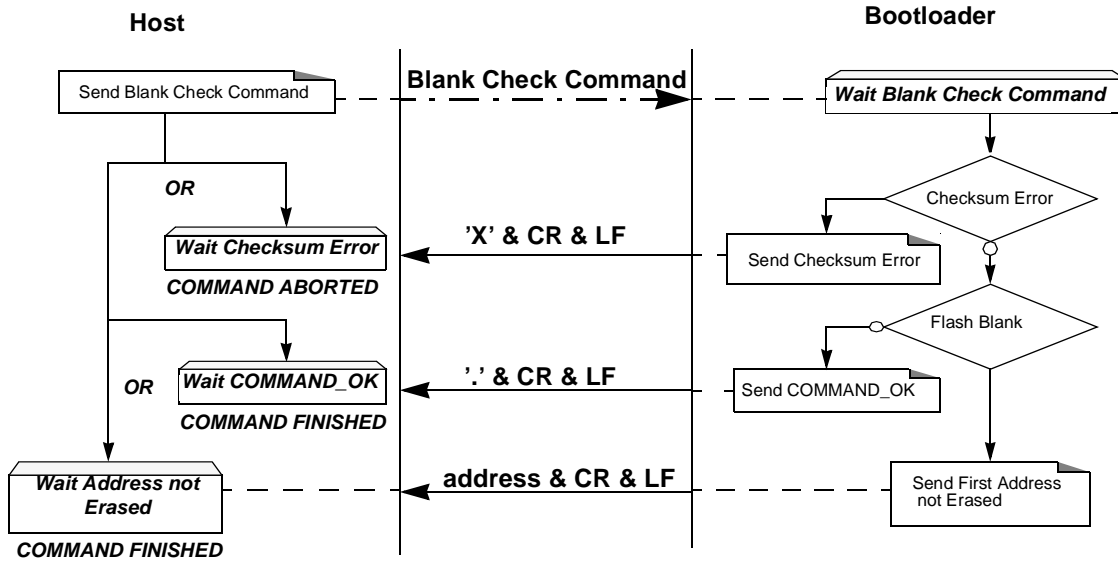 Host
Bootloader
Send Blank Check Command
Blank Check Command
Wait Blank Check Command
OR
Checksum Error
Wait Checksum Error
'X' & CR & LF
Send Checksum Error
COMMAND ABORTED
Flash Blank
OR
Wait COMMAND_OK
'.' & CR & LF
Send COMMAND_OK
COMMAND FINISHED
Wait Address not
Erased
address & CR & LF
Send First Address
not Erased
COMMAND FINISHED